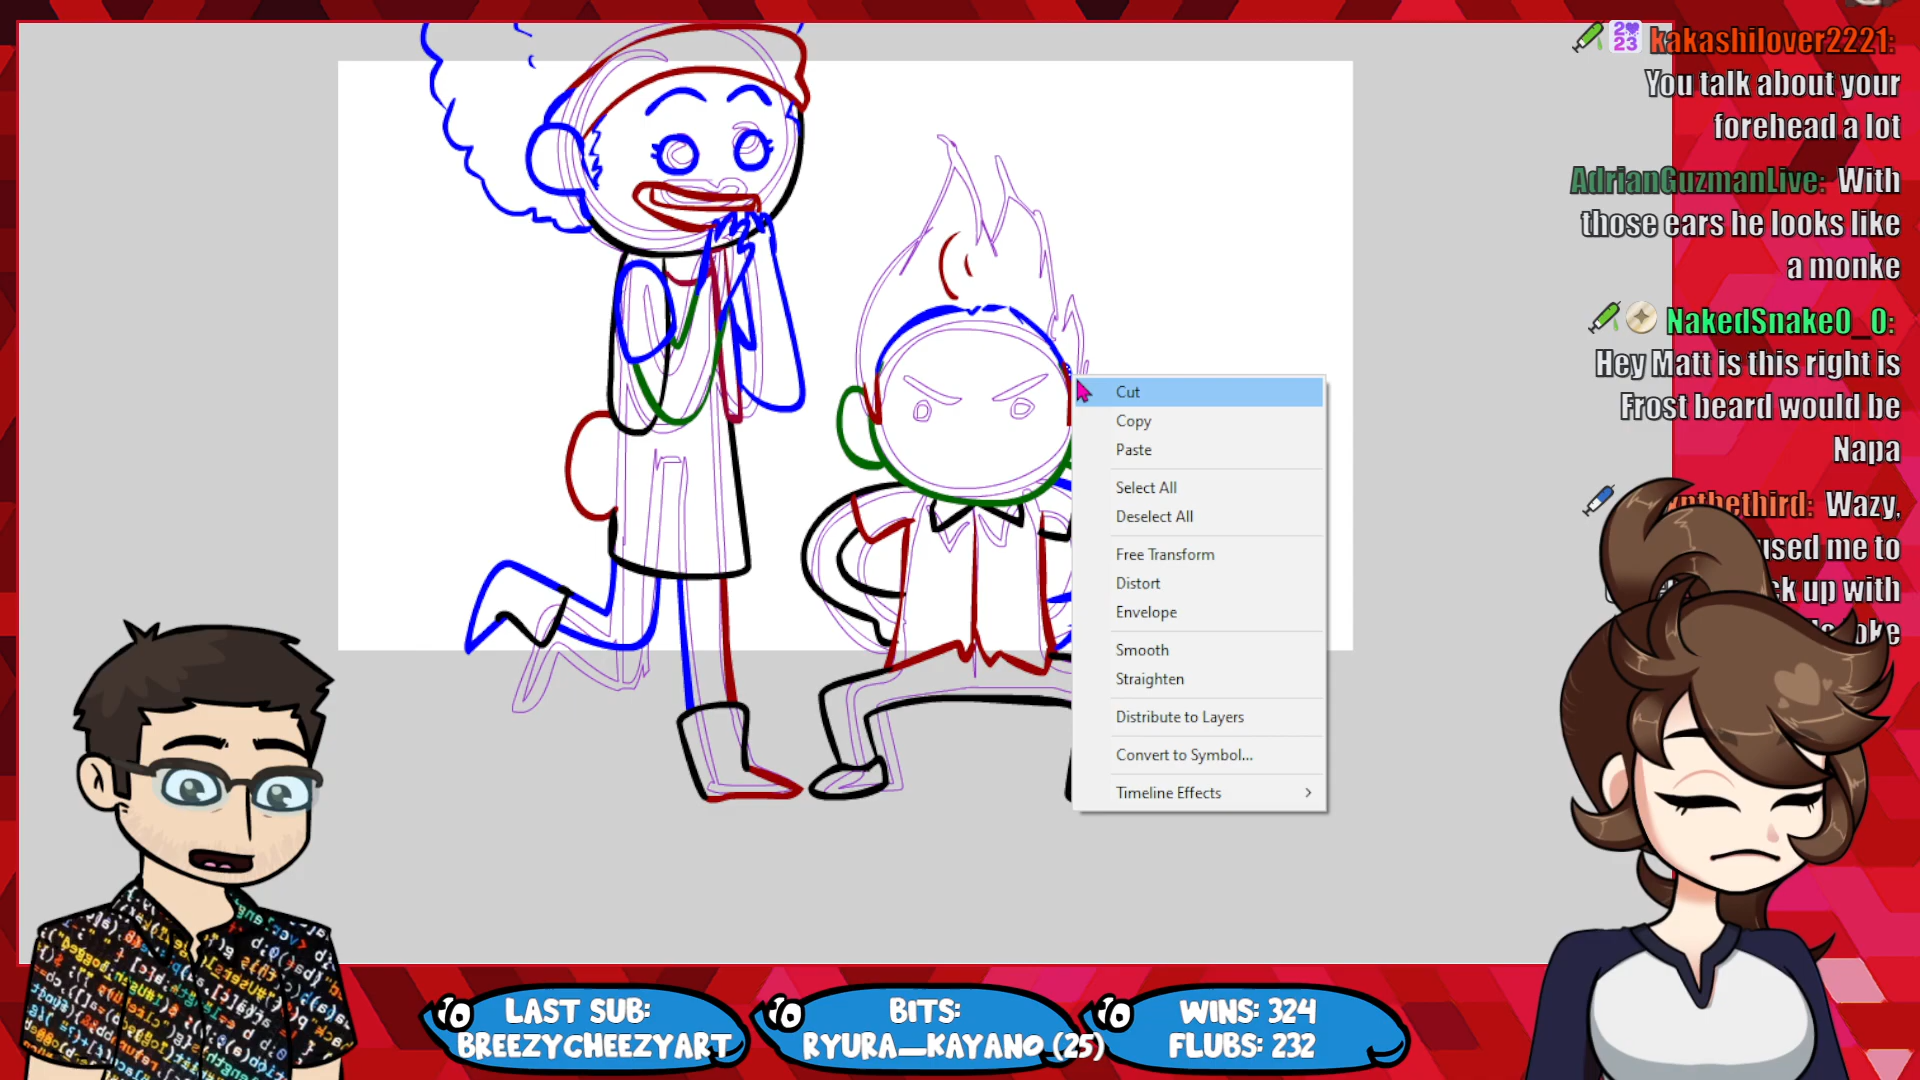 kakashilover2221:
You talk about your
forehead a lot
AdrianGuzmanLive: With
those ears he looks like
a monke
NakedSnake0_0:
Hey Matt is this right is
Frost beard would be
Napa
Wazy,
used me to
up with
Cut
Copy
Paste
Select All
Deselect All
Free Transform
Distort
Envelope
Smooth
Straighten
Distribute to Layers
Convert to Symbol...
Timeline Effects
LAST SUB:
BREEZYCHEEZYART
BITS:
RYURA_KAYANO (25)
WINS: 324
FLUBS: 232